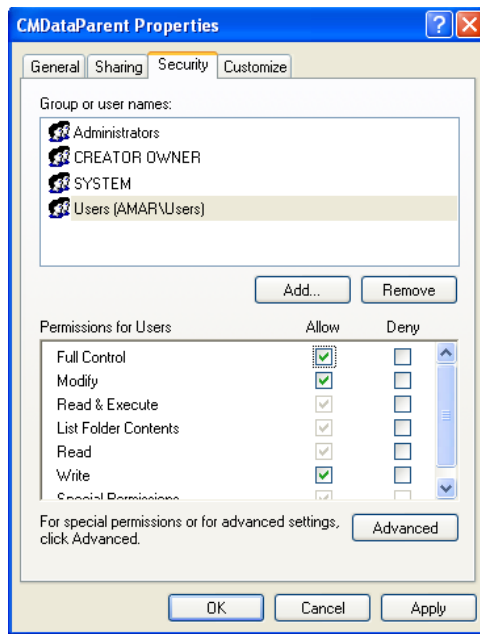 CMDataParent Properties
General Sharing Security Customize
Group or user names:
Administrators
CREATOR OWNER
SYSTEM
Users (AMAR\Users)
Add... Remove
Permissions for Users Allow Deny
Full Control
Modify
Read & Execute
List Folder Contents
Read
Write
Special Permissions
For special permissions or for advanced settings,
click Advanced.
Advanced
OK Cancel Apply